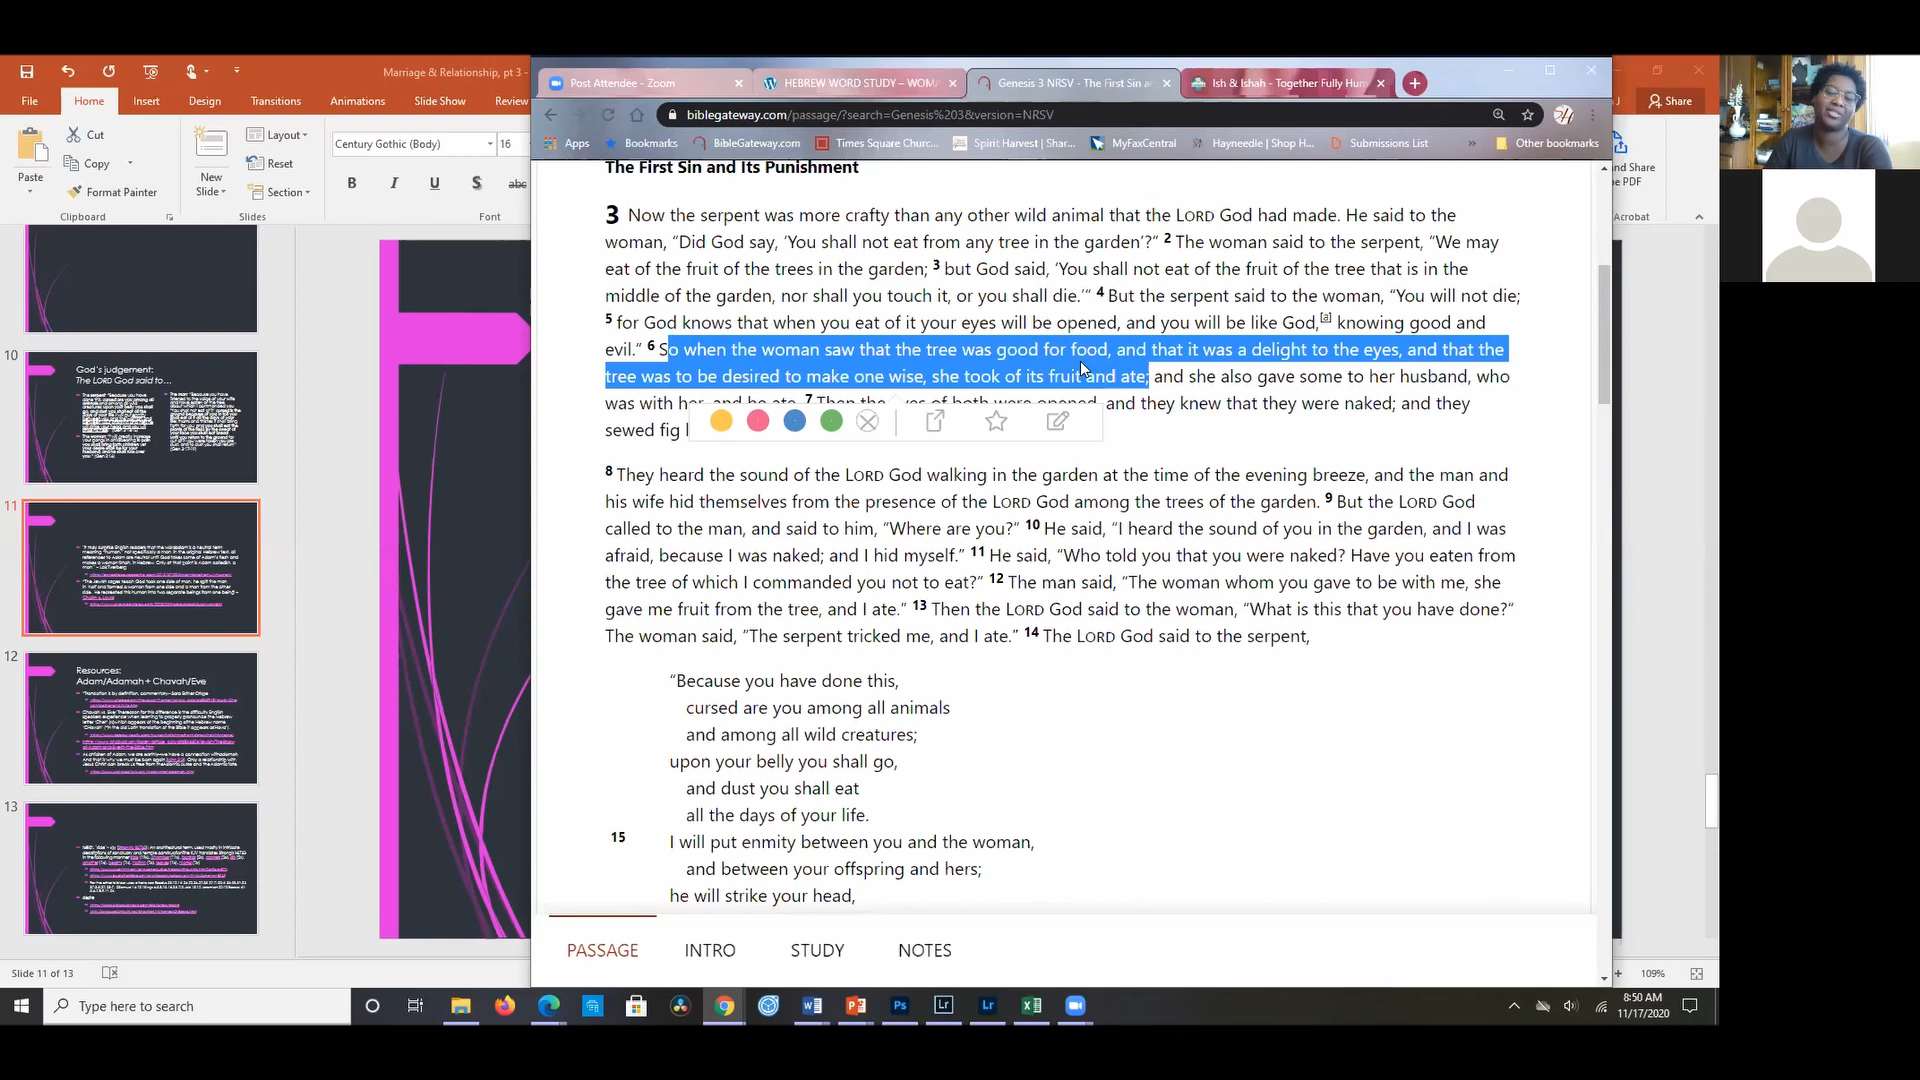 Marriage & Relationship, pt 3 -
File
Home
Insert
Design
Transitions
Animations
Slide Show
Review
Share
Paste
Cut
Copy
Format Painter
Clipboard
New
Slide
Layout
Reset
Section
Slides
Century Gothic (Body)
16
B
I
U
S
abc
Font
Acrobat
Post Attendee - Zoom
HEBREW WORD STUDY – WOM
Genesis 3 NRSV - The First Sin an
Ish & Ishah - Together Fully Hum
biblegateway.com/passage/?search=Genesis%203&version=NRSV
Apps
Bookmarks
BibleGateway.com
Times Square Churc...
Spirit Harvest | Shar...
MyFaxCentral
Hayneedle | Shop H...
Submissions List
»
Other bookmarks
The First Sin and Its Punishment
3 Now the serpent was more crafty than any other wild animal that the LORD God had made. He said to the
woman, “Did God say, ‘You shall not eat from any tree in the garden’?” 2 The woman said to the serpent, “We may
eat of the fruit of the trees in the garden; 3 but God said, ‘You shall not eat of the fruit of the tree that is in the
middle of the garden, nor shall you touch it, or you shall die.’” 4 But the serpent said to the woman, “You will not die;
5 for God knows that when you eat of it your eyes will be opened, and you will be like God,[a] knowing good and
evil.” 6 So when the woman saw that the tree was good for food, and that it was a delight to the eyes, and that the
tree was to be desired to make one wise, she took of its fruit and ate; and she also gave some to her husband, who
was with her, and he ate. 7 Then the eyes of both were opened, and they knew that they were naked; and they
sewed fig
8 They heard the sound of the LORD God walking in the garden at the time of the evening breeze, and the man and
his wife hid themselves from the presence of the LORD God among the trees of the garden. 9 But the LORD God
called to the man, and said to him, “Where are you?” 10 He said, “I heard the sound of you in the garden, and I was
afraid, because I was naked; and I hid myself.” 11 He said, “Who told you that you were naked? Have you eaten from
the tree of which I commanded you not to eat?” 12 The man said, “The woman whom you gave to be with me, she
gave me fruit from the tree, and I ate.” 13 Then the LORD God said to the woman, “What is this that you have done?”
The woman said, “The serpent tricked me, and I ate.” 14 The LORD God said to the serpent,
“Because you have done this,
cursed are you among all animals
and among all wild creatures;
upon your belly you shall go,
and dust you shall eat
all the days of your life.
15 I will put enmity between you and the woman,
and between your offspring and hers;
he will strike your head,
PASSAGE
INTRO
STUDY
NOTES
10
God's judgement:
The LORD God said to...
11
12
Resources:
Adam/Adamah + Chavah/Eve
13
Slide 11 of 13
109%
Type here to search
8:50 AM
11/17/2020